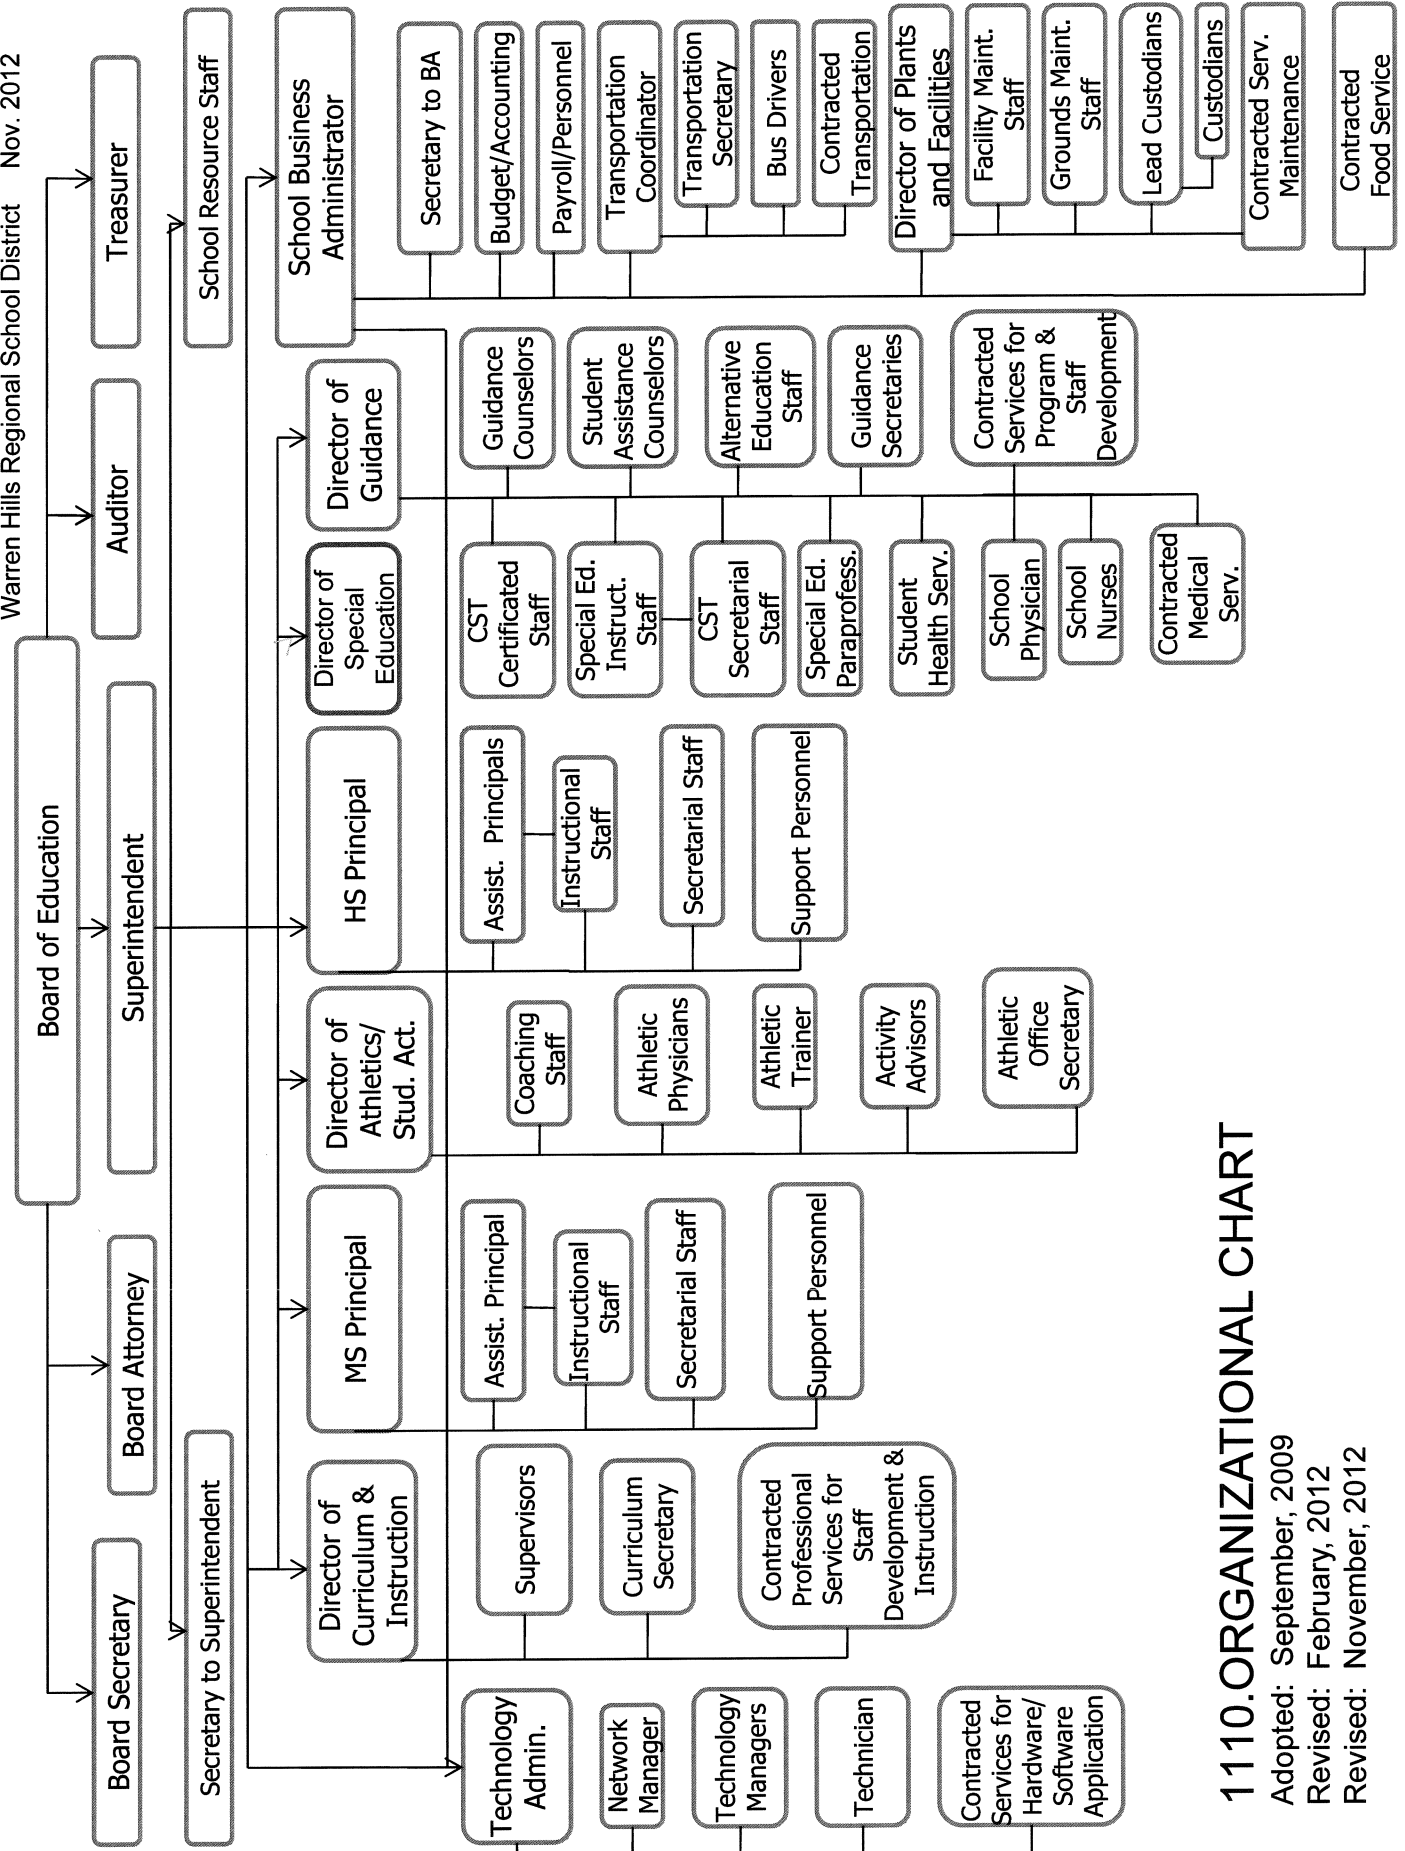 Warren Hills Regional School District Nov. 2012
Board of Education
Board Secretary
Board Attorney
Superintendent
Auditor
Treasurer
Secretary to Superintendent
School Resource Staff
Director of
Curriculum &
Instruction
MS Principal
Director of
Athletics/
Stud. Act.
HS Principal
Director of
Special
Education
Director of
Guidance
School Business
Administrator
Technology
Admin.
Network
Manager
Technology
Managers
Technician
Contracted
Services for
Hardware/
Software
Application
Supervisors
Curriculum
Secretary
Contracted
Professional
Services for
Staff
Development &
Instruction
Assist. Principal
Instructional
Staff
Secretarial Staff
Support Personnel
Coaching
Staff
Athletic
Physicians
Athletic
Trainer
Activity
Advisors
Athletic
Office
Secretary
Assist. Principals
Instructional
Staff
Secretarial Staff
Support Personnel
CST
Certificated
Staff
Special Ed.
Instruct.
Staff
CST
Secretarial
Staff
Special Ed.
Paraprofess.
Student
Health Serv.
School
Physician
School
Nurses
Contracted
Medical
Serv.
Guidance
Counselors
Student
Assistance
Counselors
Alternative
Education
Staff
Guidance
Secretaries
Contracted
Services for
Program &
Staff
Development
Secretary to BA
Budget/Accounting
Payroll/Personnel
Transportation
Coordinator
Transportation
Secretary
Bus Drivers
Contracted
Transportation
Director of Plants
and Facilities
Facility Maint.
Staff
Grounds Maint.
Staff
Lead Custodians
Custodians
Contracted Serv.
Maintenance
Contracted
Food Service
1110.ORGANIZATIONAL CHART
Adopted: September, 2009
Revised: February, 2012
Revised: November, 2012